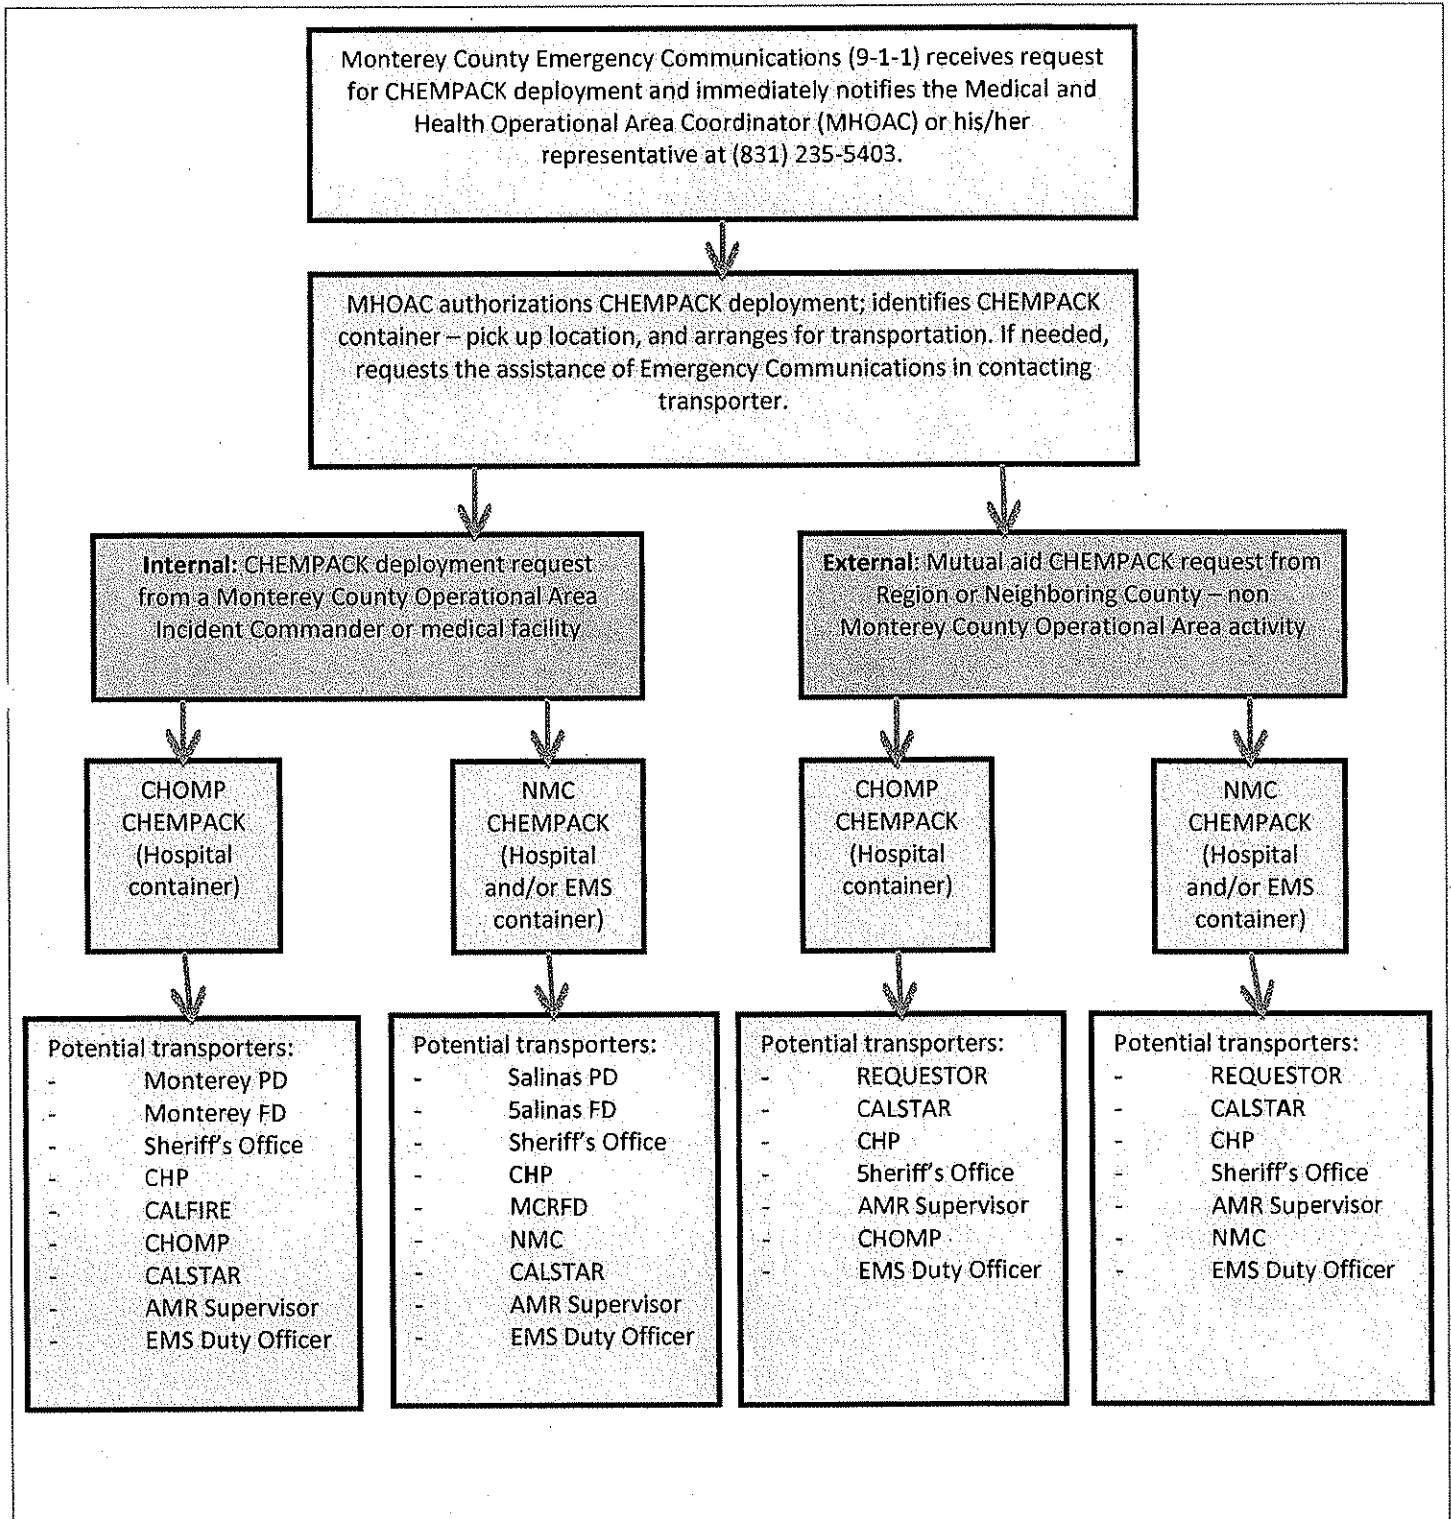 Monterey County Emergency Communications (9-1-1) receives request
for CHEMPACK deployment and immediately notifies the Medical and
Health Operational Area Coordinator (MHOAC) or his/her
representative at (831) 235-5403.
MHOAC authorizations CHEMPACK deployment; identifies CHEMPACK
container – pick up location, and arranges for transportation. If needed,
requests the assistance of Emergency Communications in contacting
transporter.
Internal: CHEMPACK deployment request
from a Monterey County Operational Area
Incident Commander or medical facility
External: Mutual aid CHEMPACK request from
Region or Neighboring County – non
Monterey County Operational Area activity
CHOMP
CHEMPACK
(Hospital
container)
NMC
CHEMPACK
(Hospital
and/or EMS
container)
CHOMP
CHEMPACK
(Hospital
container)
NMC
CHEMPACK
(Hospital
and/or EMS
container)
Potential transporters:
- Monterey PD
- Monterey FD
- Sheriff's Office
- CHP
- CALFIRE
- CHOMP
- CALSTAR
- AMR Supervisor
- EMS Duty Officer
Potential transporters:
- Salinas PD
- Salinas FD
- Sheriff's Office
- CHP
- MCRFD
- NMC
- CALSTAR
- AMR Supervisor
- EMS Duty Officer
Potential transporters:
- REQUESTOR
- CALSTAR
- CHP
- Sheriff's Office
- AMR Supervisor
- CHOMP
- EMS Duty Officer
Potential transporters:
- REQUESTOR
- CALSTAR
- CHP
- Sheriff's Office
- AMR Supervisor
- NMC
- EMS Duty Officer